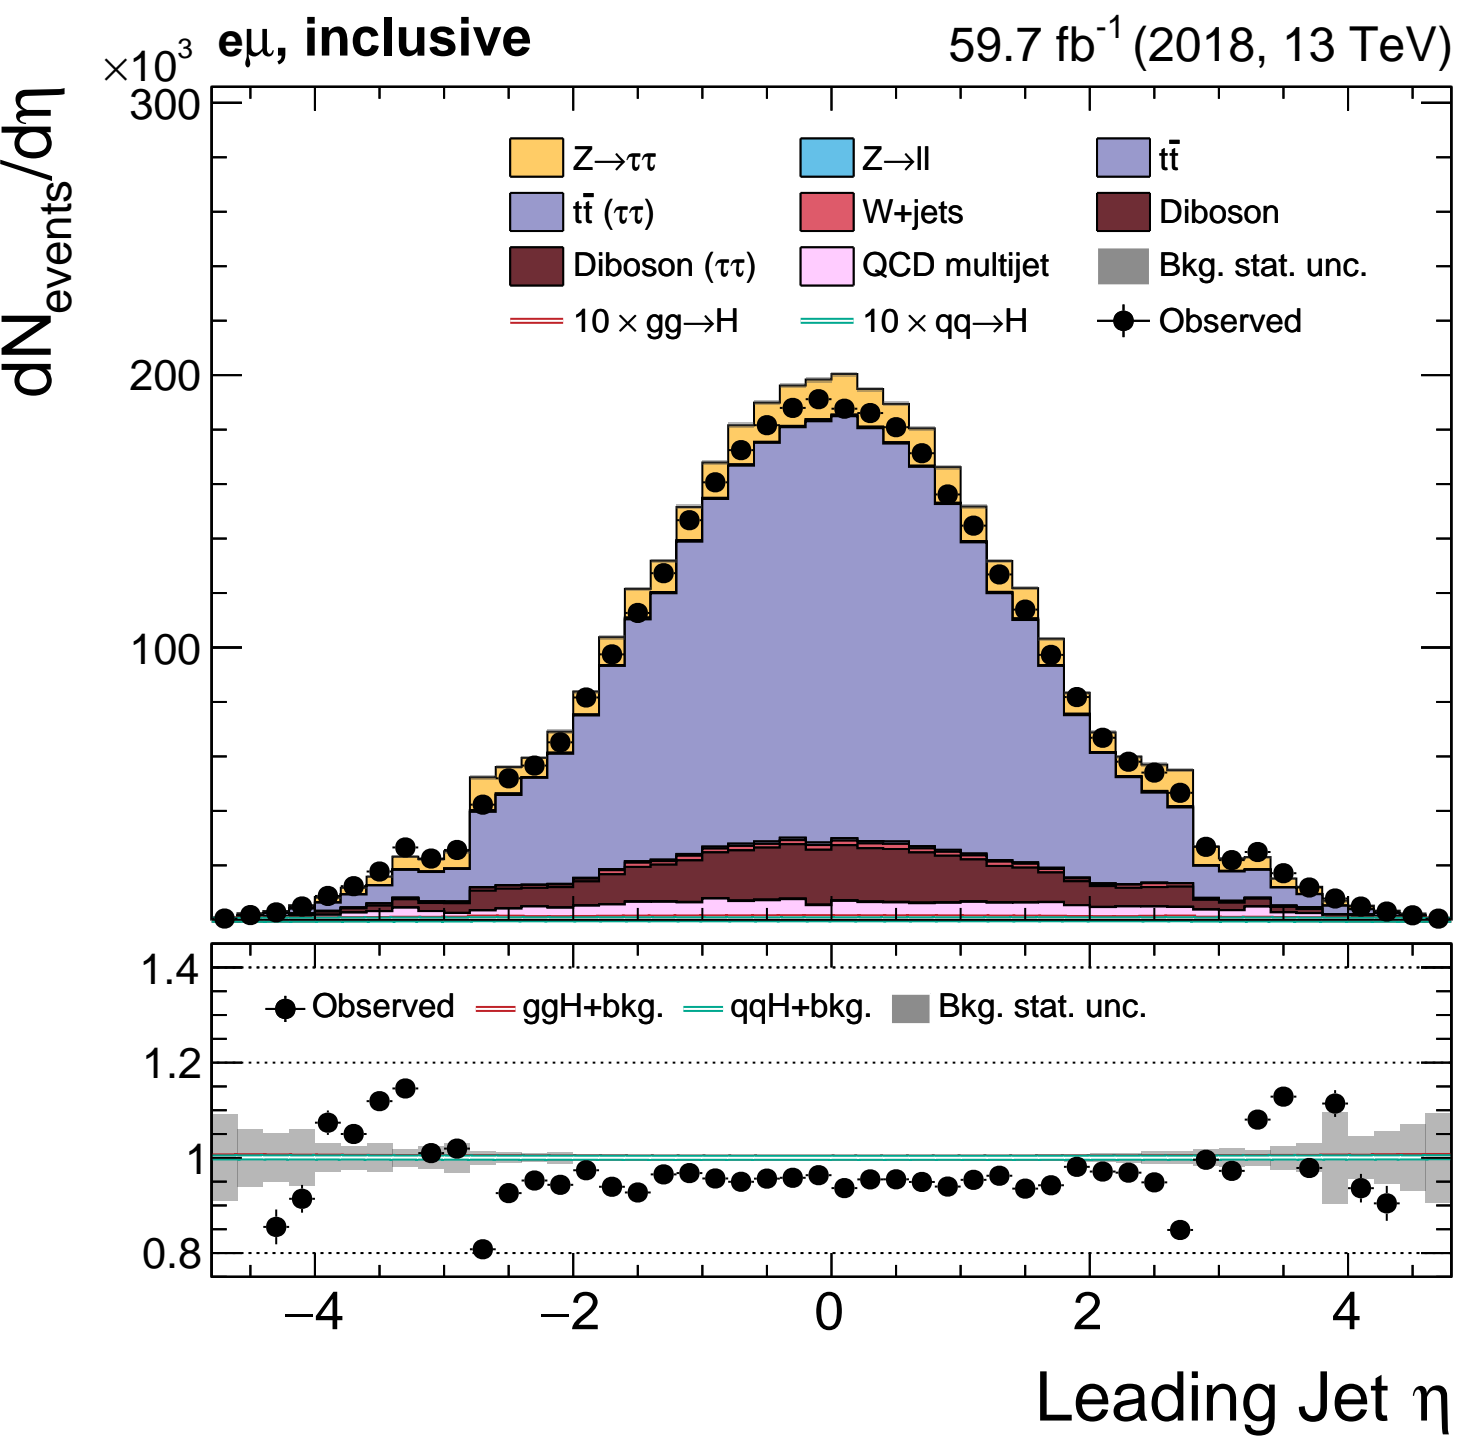 ×10³ eμ, inclusive 59.7 fb⁻¹ (2018, 13 TeV)
dN_events/dη
300
200
100
Z→ττ Z→ll tt̄
tt̄ (ττ) W+jets Diboson
Diboson (ττ) QCD multijet Bkg. stat. unc.
10 × gg→H 10 × qq→H Observed
1.4
1.2
1
0.8
Observed ggH+bkg. qqH+bkg. Bkg. stat. unc.
−4 −2 0 2 4
Leading Jet η